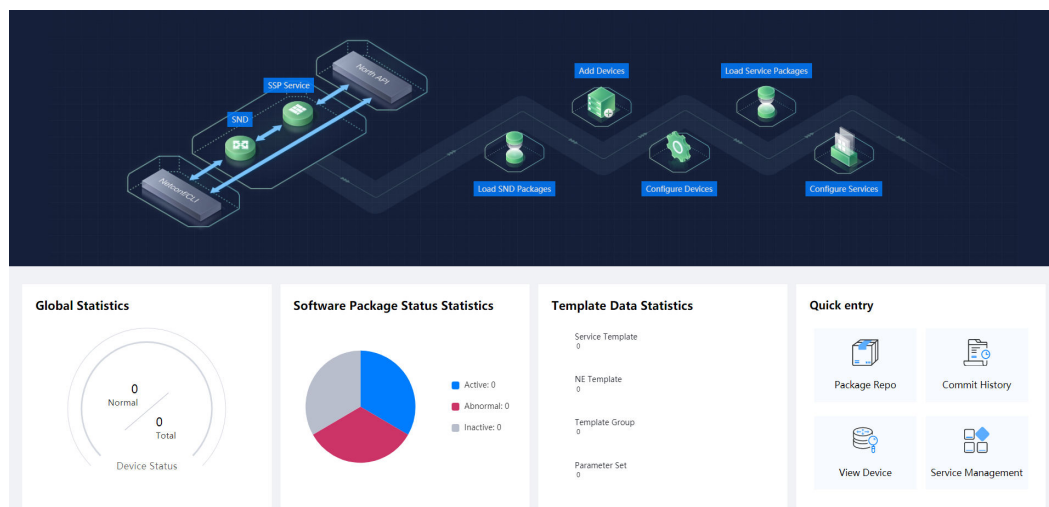 North API
SSP Service
SND
Netconf/CLI
Add Devices
Load Service Packages
Load SND Packages
Configure Devices
Configure Services
Global Statistics
0
Normal
0
Total
Device Status
Software Package Status Statistics
Active: 0
Abnormal: 0
Inactive: 0
Template Data Statistics
Service Template
0
NE Template
0
Template Group
0
Parameter Set
0
Quick entry
Package Repo
Commit History
View Device
Service Management